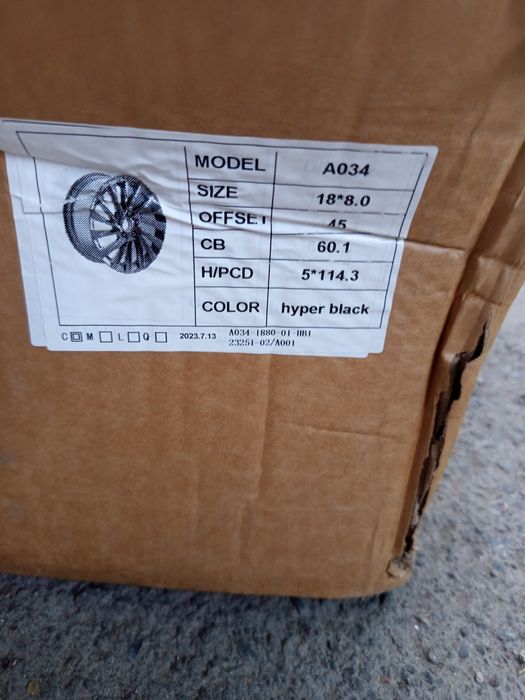 MODEL A034
SIZE 18*8.0
OFFSET 45
CB 60.1
H/PCD 5*114.3
COLOR hyper black
C M L Q 2023.7.13 A034-1880-01-HB1
23251-02/A001